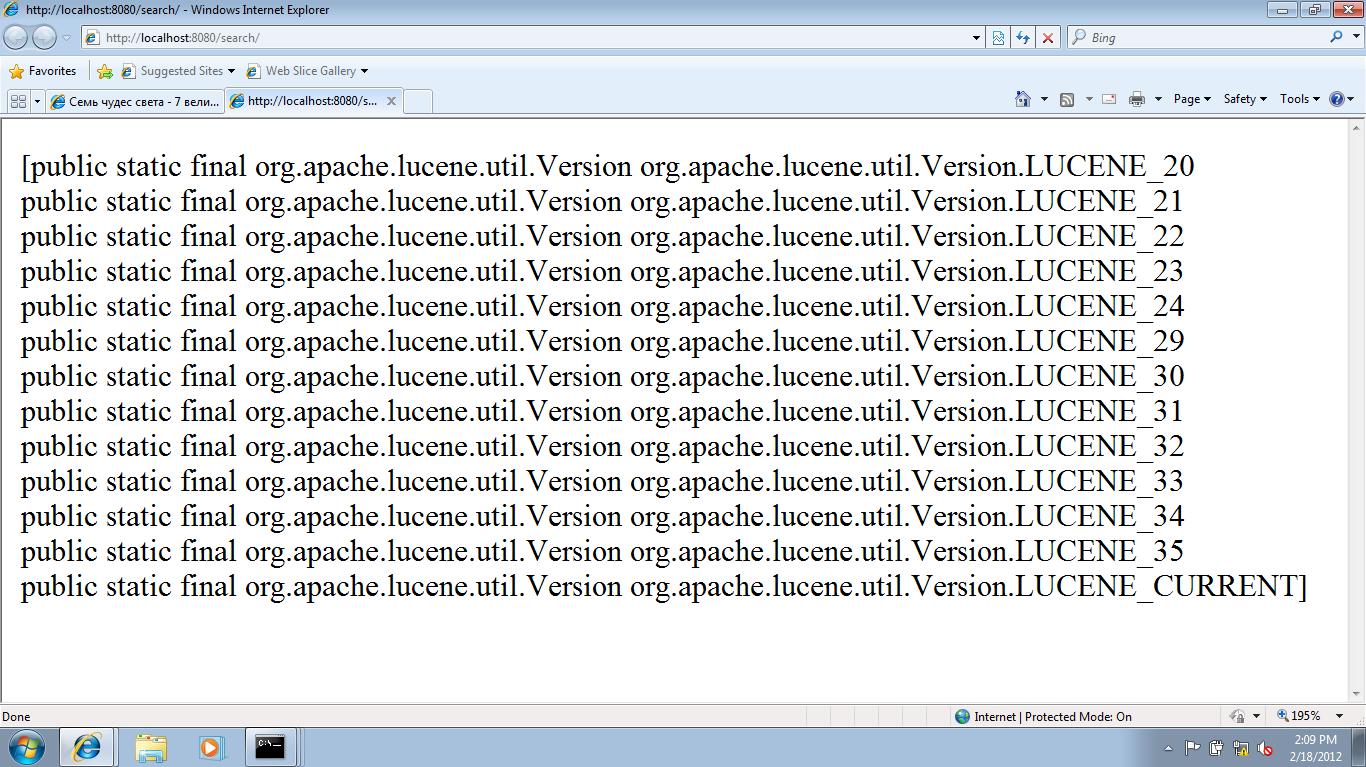 http://localhost:8080/search/ - Windows Internet Explorer
http://localhost:8080/search/
Bing
Favorites
Suggested Sites
Web Slice Gallery
Семь чудес света - 7 вели...
http://localhost:8080/s...
Page
Safety
Tools
[public static final org.apache.lucene.util.Version org.apache.lucene.util.Version.LUCENE_20
public static final org.apache.lucene.util.Version org.apache.lucene.util.Version.LUCENE_21
public static final org.apache.lucene.util.Version org.apache.lucene.util.Version.LUCENE_22
public static final org.apache.lucene.util.Version org.apache.lucene.util.Version.LUCENE_23
public static final org.apache.lucene.util.Version org.apache.lucene.util.Version.LUCENE_24
public static final org.apache.lucene.util.Version org.apache.lucene.util.Version.LUCENE_29
public static final org.apache.lucene.util.Version org.apache.lucene.util.Version.LUCENE_30
public static final org.apache.lucene.util.Version org.apache.lucene.util.Version.LUCENE_31
public static final org.apache.lucene.util.Version org.apache.lucene.util.Version.LUCENE_32
public static final org.apache.lucene.util.Version org.apache.lucene.util.Version.LUCENE_33
public static final org.apache.lucene.util.Version org.apache.lucene.util.Version.LUCENE_34
public static final org.apache.lucene.util.Version org.apache.lucene.util.Version.LUCENE_35
public static final org.apache.lucene.util.Version org.apache.lucene.util.Version.LUCENE_CURRENT]
Done
Internet | Protected Mode: On
195%
C:\_
2:09 PM
2/18/2012